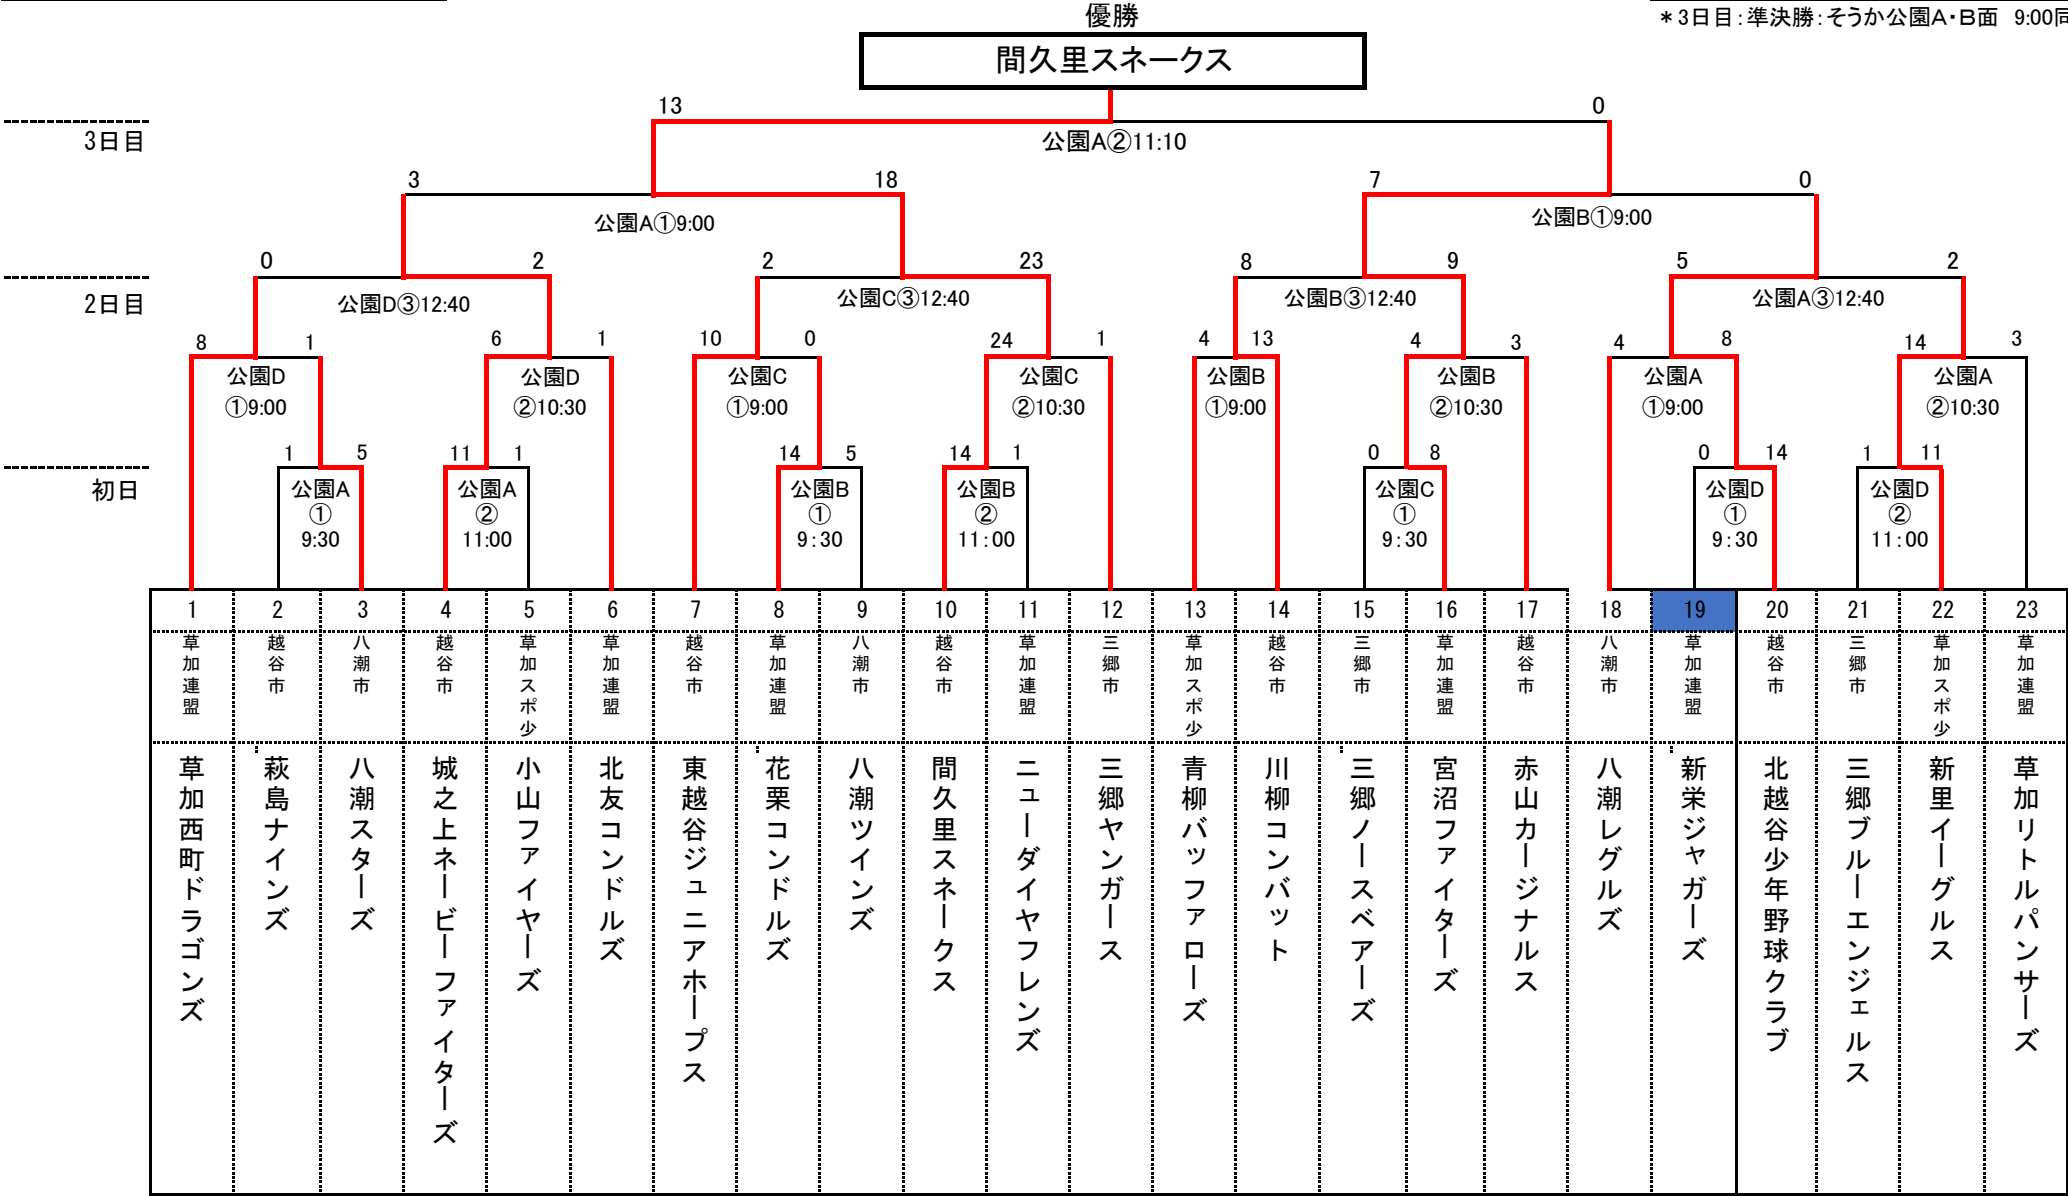 優勝
＊3日目：準決勝：そうか公園A・B面 9:00同
間久里スネークス
13 0
3日目
公園A②11:10
3 18 7 0
公園A①9:00 公園B①9:00
0 2 2 23 8 9 5 2
2日目
公園D③12:40 公園C③12:40 公園B③12:40 公園A③12:40
8 1 6 1 10 0 24 1 4 13 4 3 4 8 14 3
公園D 公園D 公園C 公園C 公園B 公園B 公園A 公園A
①9:00 ②10:30 ①9:00 ②10:30 ①9:00 ②10:30 ①9:00 ②10:30
1 5 11 1 14 5 14 1 0 8 0 14 1 11
初日
公園A 公園A 公園B 公園B 公園C 公園D 公園D
① ② ① ② ① ① ②
9:30 11:00 9:30 11:00 9:30 9:30 11:00
1 2 3 4 5 6 7 8 9 10 11 12 13 14 15 16 17 18 19 20 21 22 23
草加連盟
越谷市
八潮市
越谷市
草加スポ少
草加連盟
越谷市
草加連盟
八潮市
越谷市
草加連盟
三郷市
草加スポ少
越谷市
三郷市
草加連盟
越谷市
八潮市
草加連盟
越谷市
三郷市
草加スポ少
草加連盟
草加西町ドラゴンズ
萩島ナインズ
八潮スターズ
城之上ネービーファイターズ
小山ファイヤーズ
北友コンドルズ
東越谷ジュニアホープス
花栗コンドルズ
八潮ツインズ
間久里スネークス
ニューダイヤフレンズ
三郷ヤンガース
青柳バッファローズ
川柳コンバット
三郷ノースベアーズ
宮沼ファイターズ
赤山カージナルス
八潮レグルズ
新栄ジャガーズ
北越谷少年野球クラブ
三郷ブルーエンジェルス
新里イーグルス
草加リトルパンサーズ